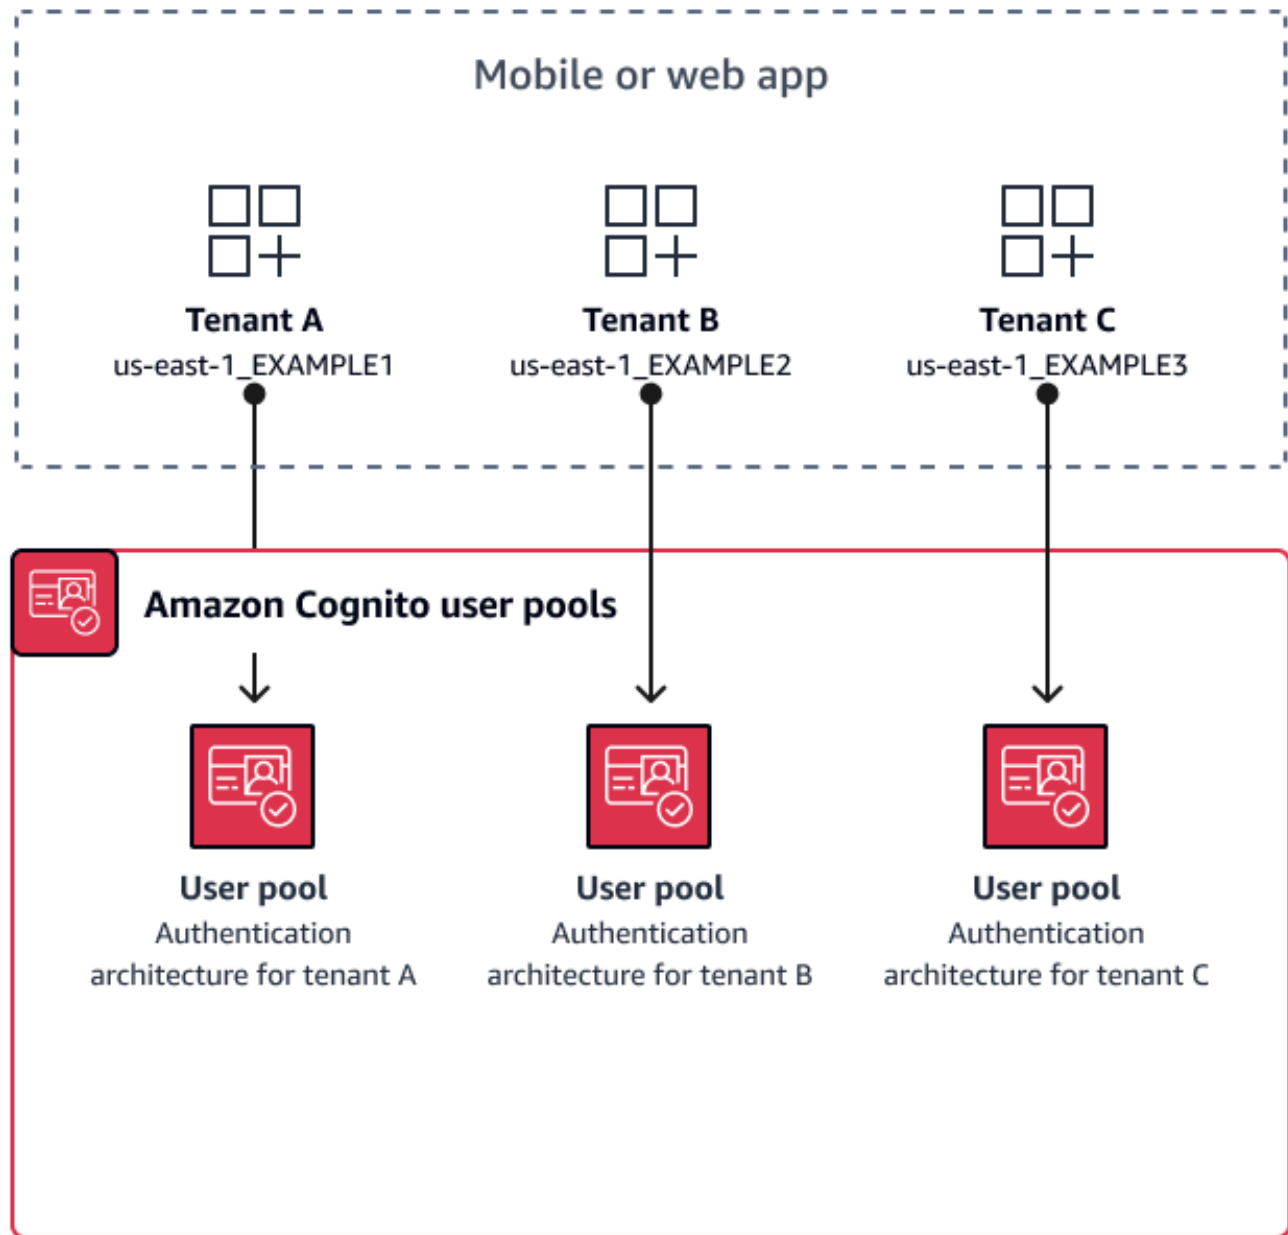 Mobile or web app
Tenant A
us-east-1_EXAMPLE1
Tenant B
us-east-1_EXAMPLE2
Tenant C
us-east-1_EXAMPLE3
Amazon Cognito user pools
User pool
Authentication
architecture for tenant A
User pool
Authentication
architecture for tenant B
User pool
Authentication
architecture for tenant C